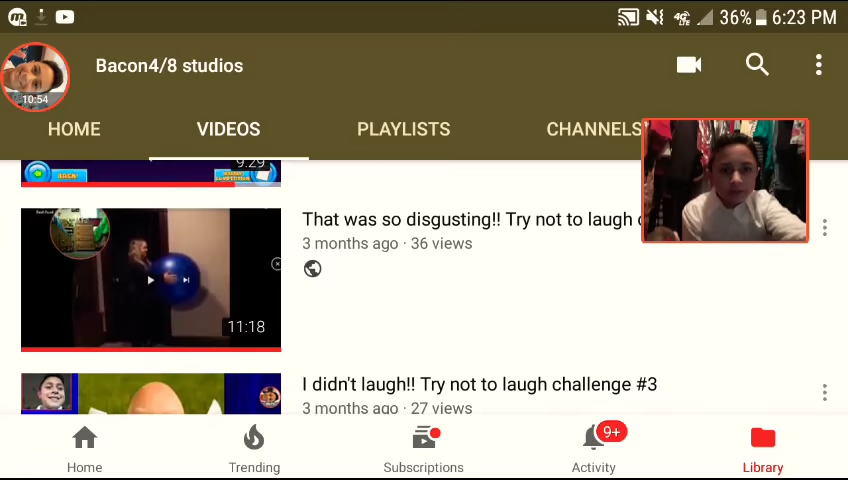 36% 6:23 PM
Bacon4/8 studios
10:54
HOME VIDEOS PLAYLISTS CHANNELS
9:29
That was so disgusting!! Try not to laugh
3 months ago · 36 views
11:18
I didn't laugh!! Try not to laugh challenge #3
3 months ago · 27 views
9+
Home Trending Subscriptions Activity Library